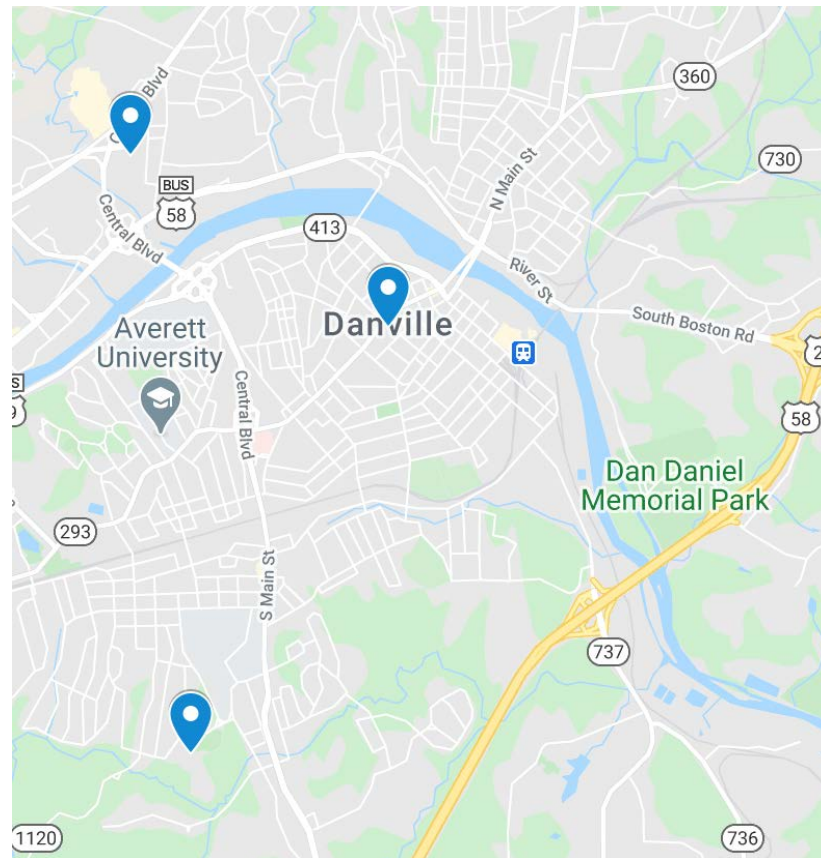 Blvd
360
730
BUS
58
N Main St
Central Blvd
413
River St
Danville
South Boston Rd
Averett
University
58
Central Blvd
Dan Daniel
Memorial Park
293
S Main St
737
1120
736